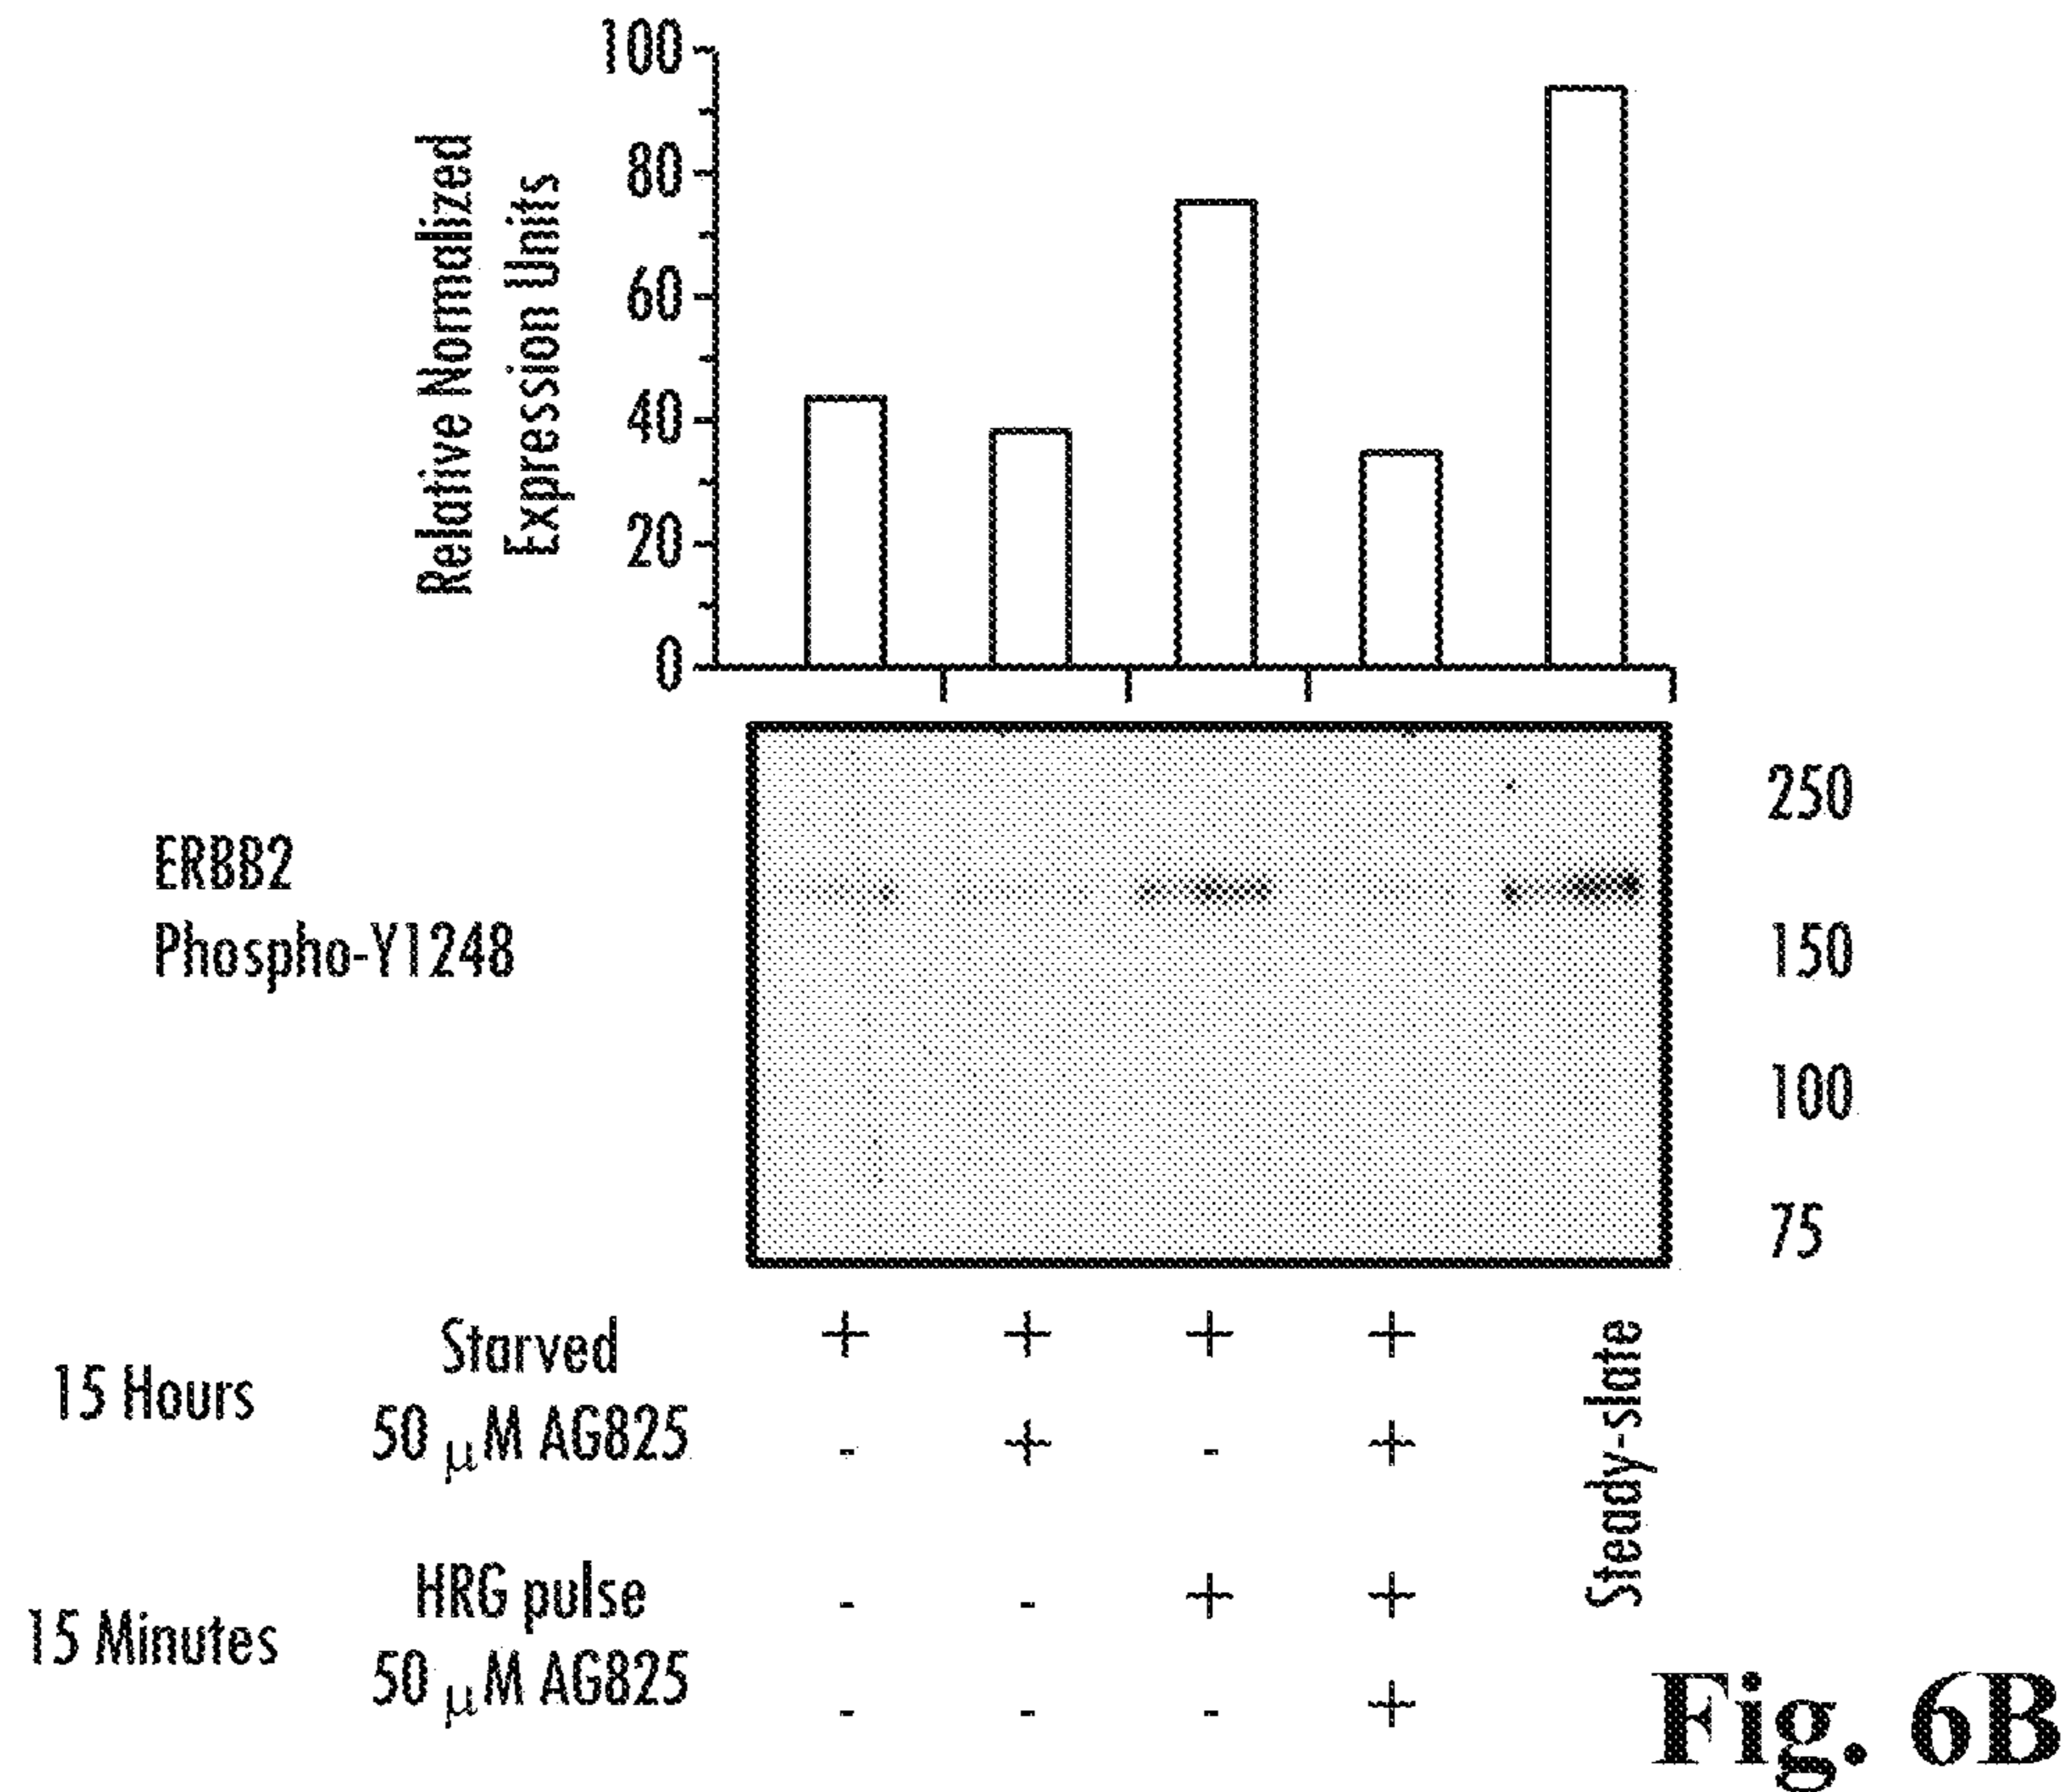 100
80
60
40
20
0
Relative Normalized
Expression Units
ERBB2
Phospho-Y1248
250
150
100
75
15 Hours
Starved + + + +
50 μM AG825 - + - +
Steady-slate
15 Minutes
HRG pulse - - + +
50 μM AG825 - - - +
Fig. 6B